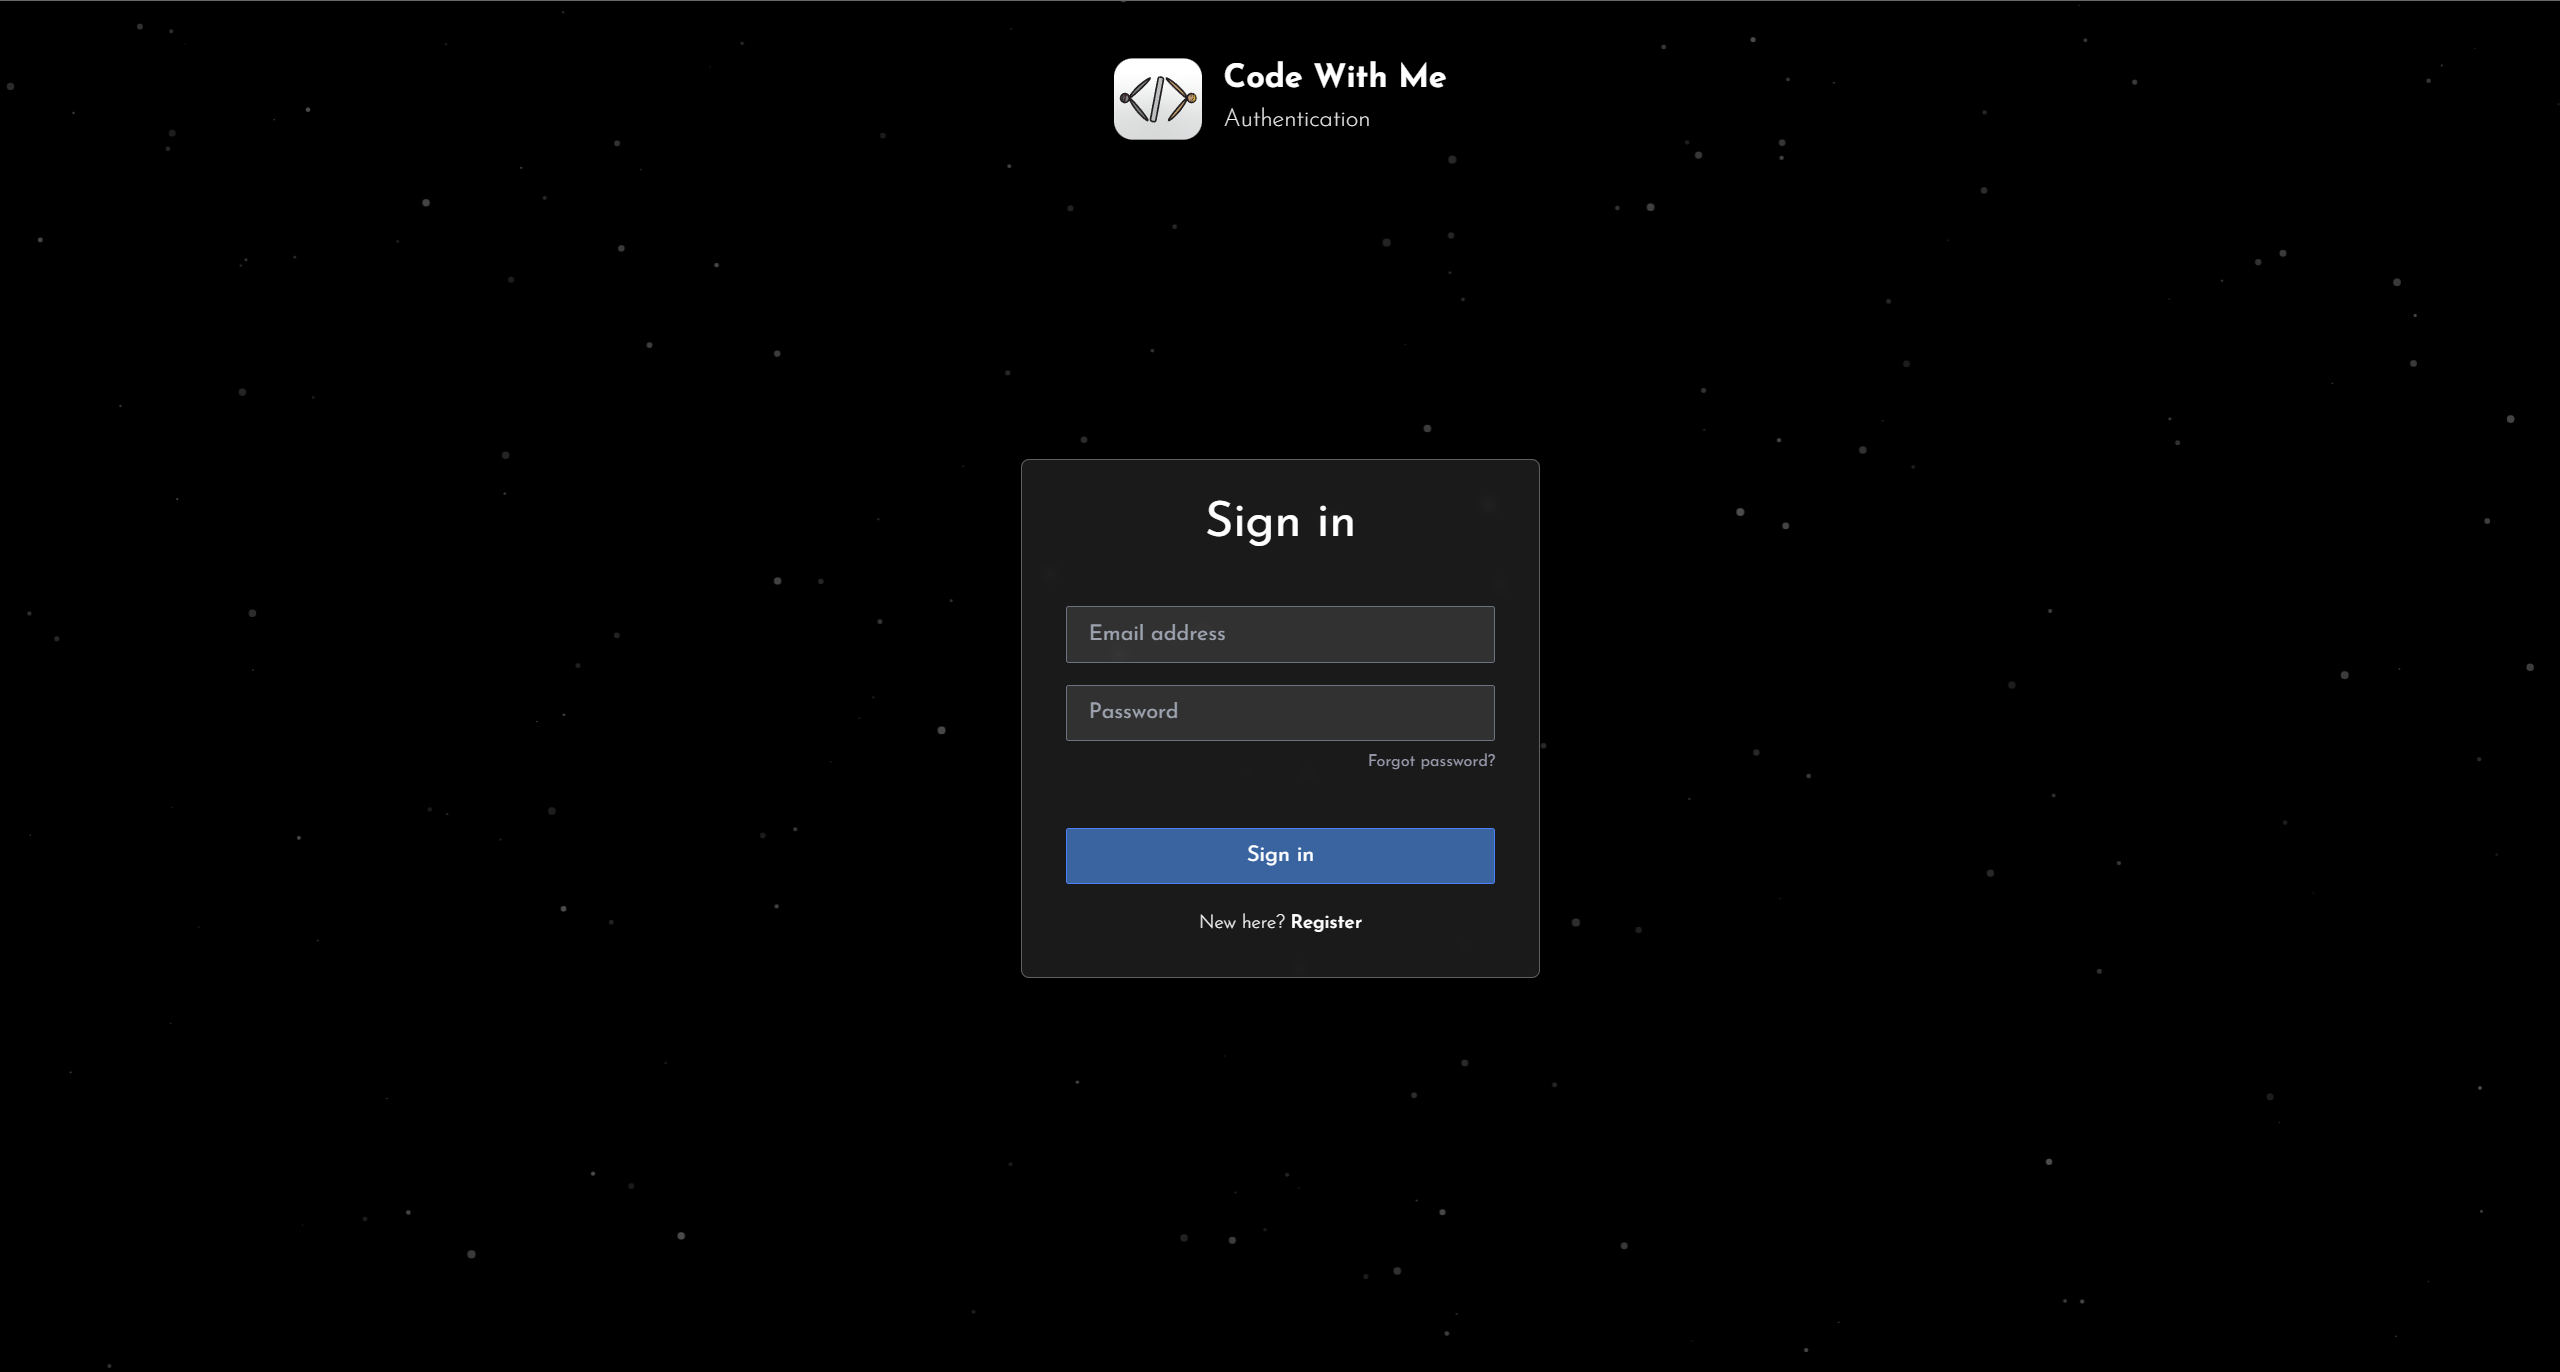 Code With Me
Authentication
Sign in
Email address
Password
Forgot password?
Sign in
New here? Register